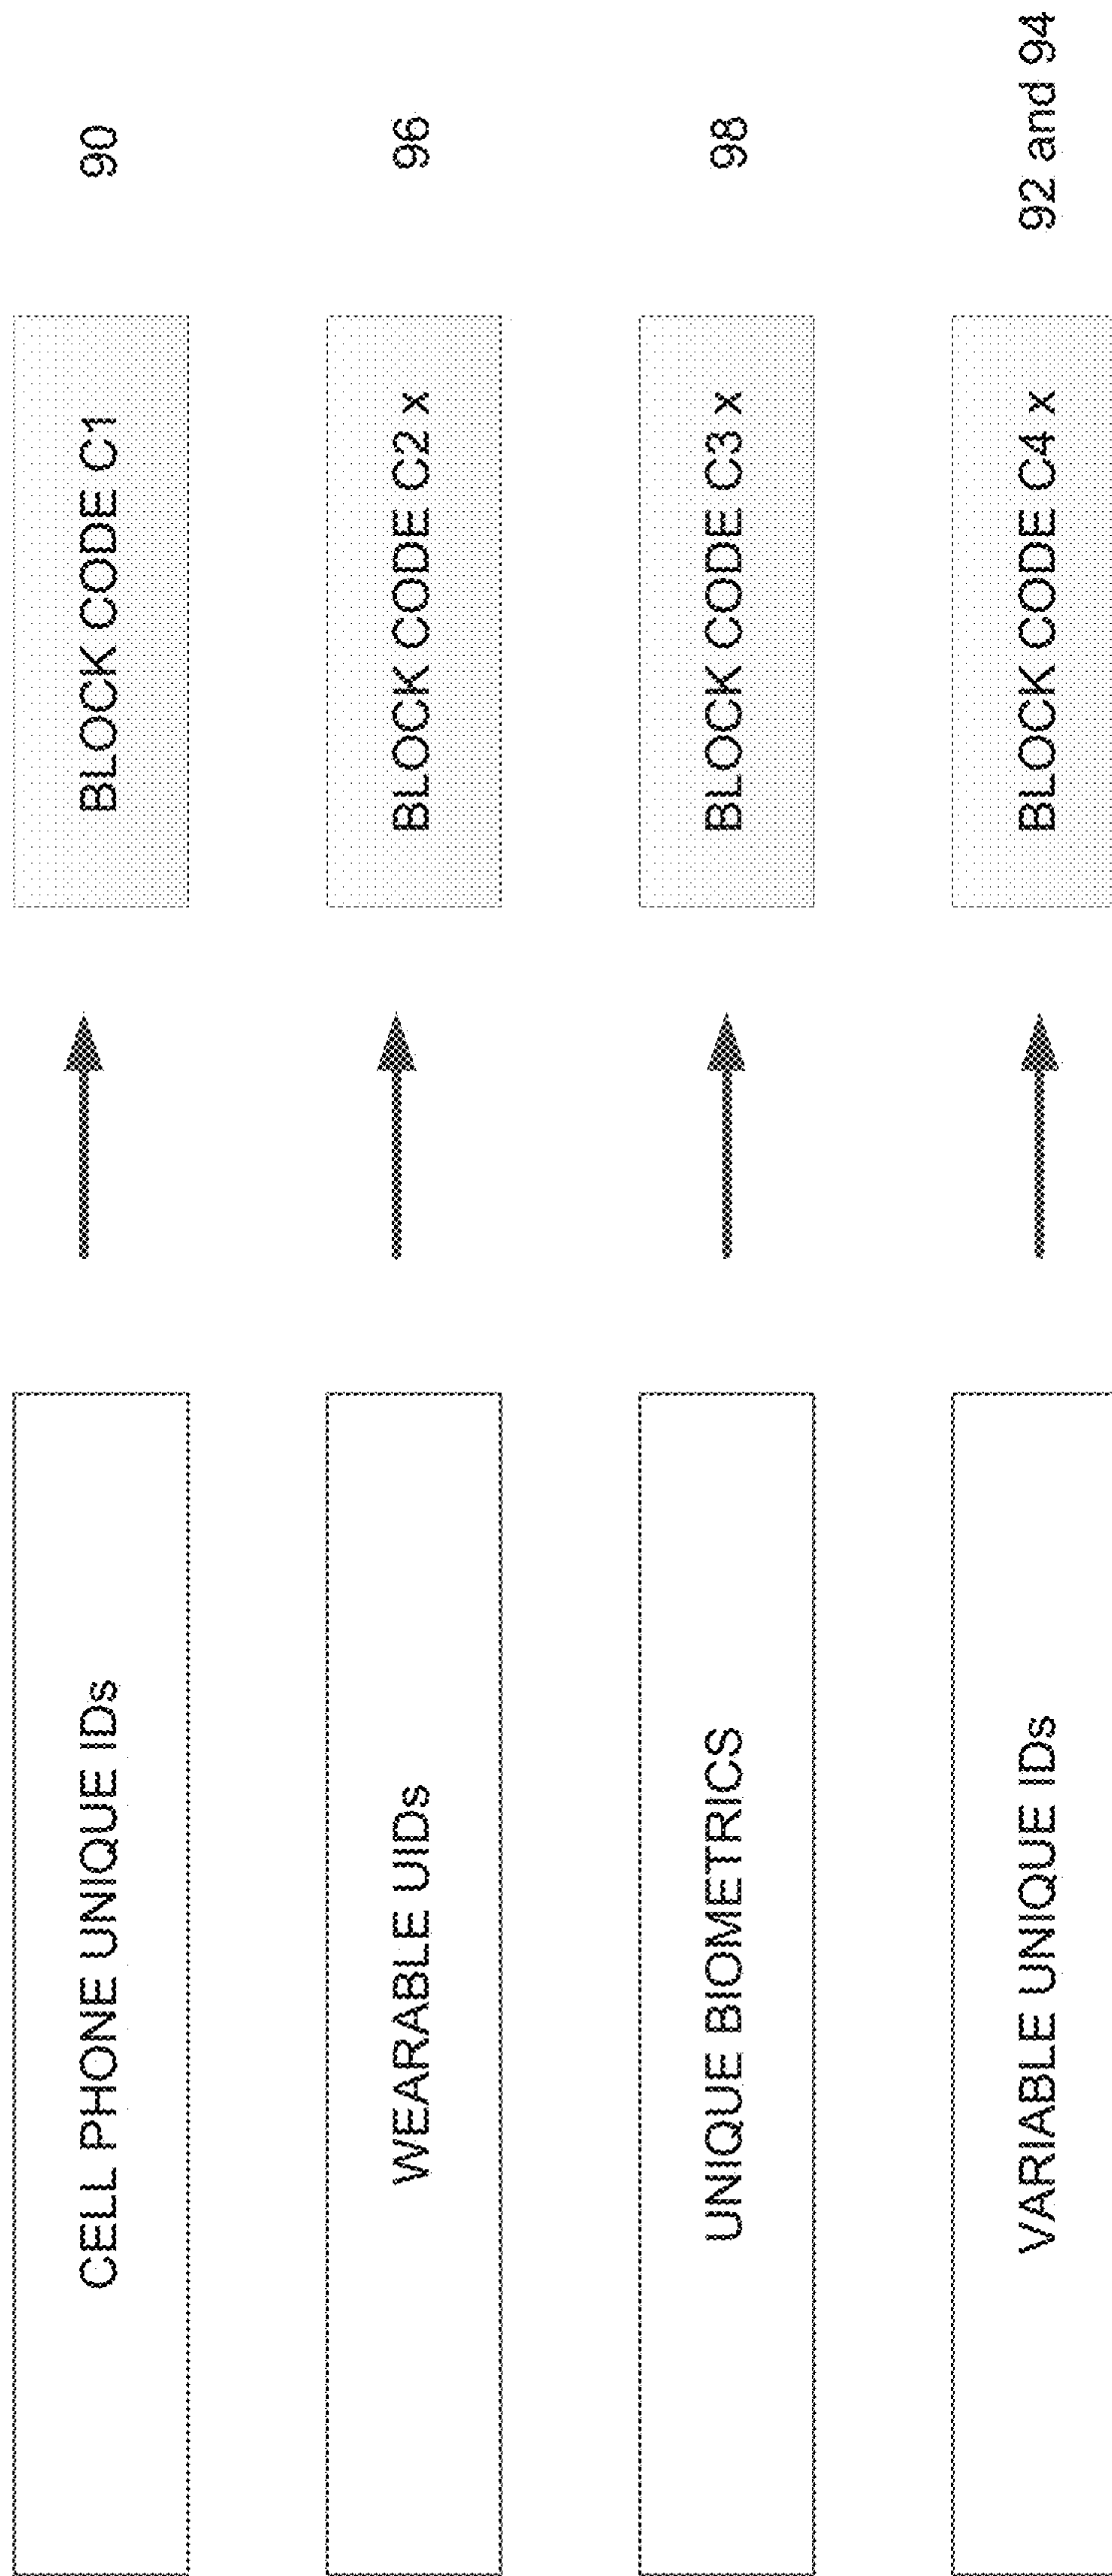 CELL PHONE UNIQUE IDs
BLOCK CODE C1
90
WEARABLE UIDs
BLOCK CODE C2 x
96
UNIQUE BIOMETRICS
BLOCK CODE C3 x
98
VARIABLE UNIQUE IDs
BLOCK CODE C4 x
92 and 94